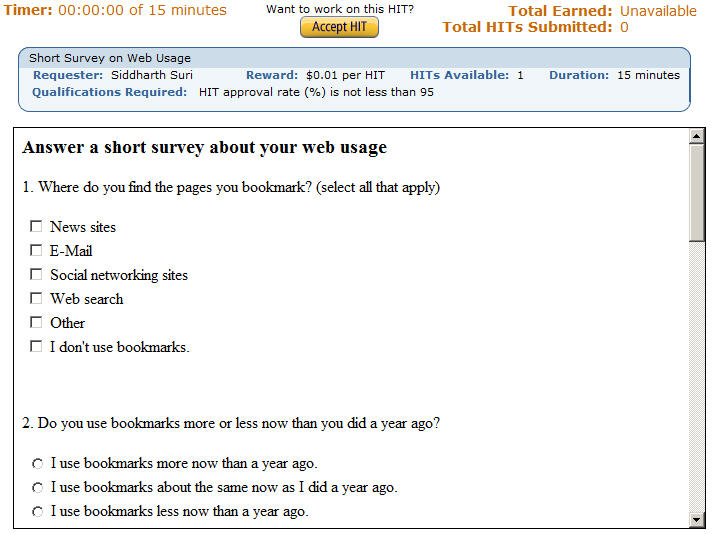 Timer: 00:00:00 of 15 minutes
Want to work on this HIT?
Accept HIT
Total Earned: Unavailable
Total HITs Submitted: 0
Short Survey on Web Usage
Requester: Siddharth Suri Reward: $0.01 per HIT HITs Available: 1 Duration: 15 minutes
Qualifications Required: HIT approval rate (%) is not less than 95
Answer a short survey about your web usage
1. Where do you find the pages you bookmark? (select all that apply)
News sites
E-Mail
Social networking sites
Web search
Other
I don't use bookmarks.
2. Do you use bookmarks more or less now than you did a year ago?
I use bookmarks more now than a year ago.
I use bookmarks about the same now as I did a year ago.
I use bookmarks less now than a year ago.